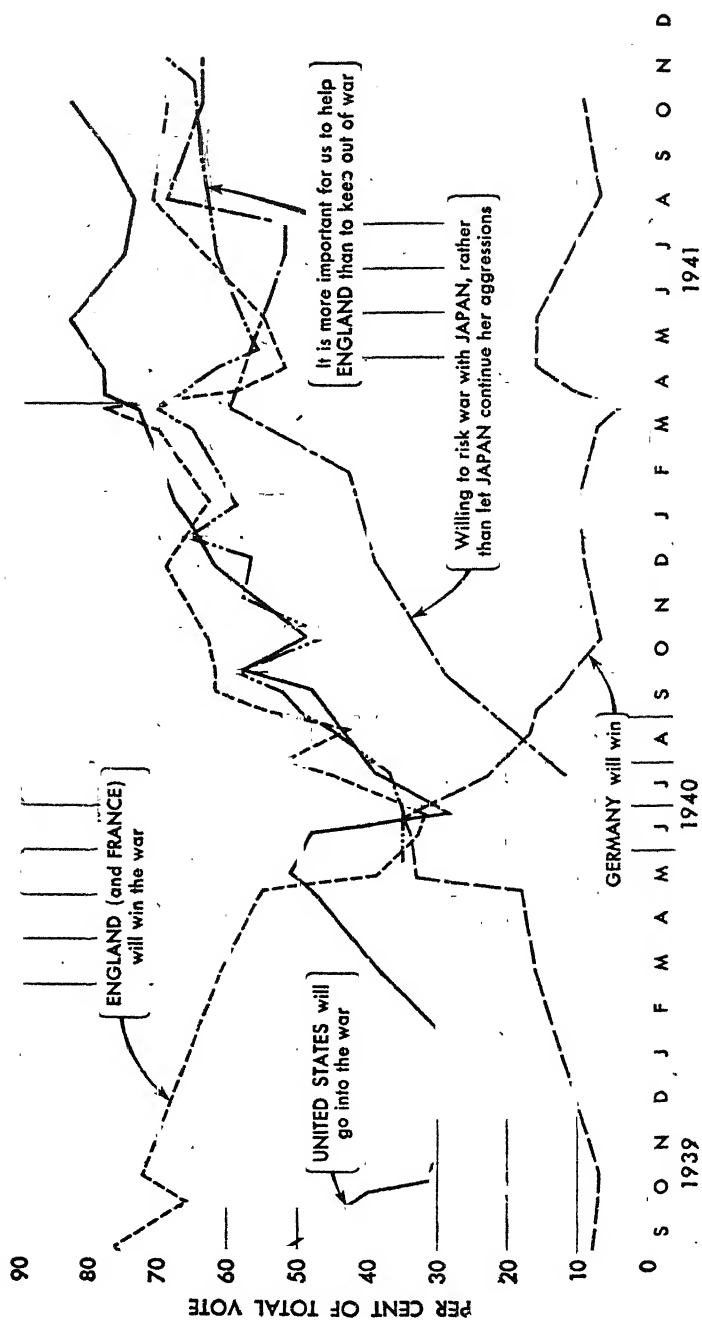 PER CENT OF TOTAL VOTE
90
80
70
60
50
40
30
20
10
0
ENGLAND (and FRANCE)
will win the war
UNITED STATES will
go into the war
GERMANY will win
It is more important for us to help
ENGLAND than to keep out of war
Willing to risk war with JAPAN, rather
than let JAPAN continue her aggressions
S O N D J F M A M J J A S O N D J F M A M J J A S O N D
1939 1940 1941